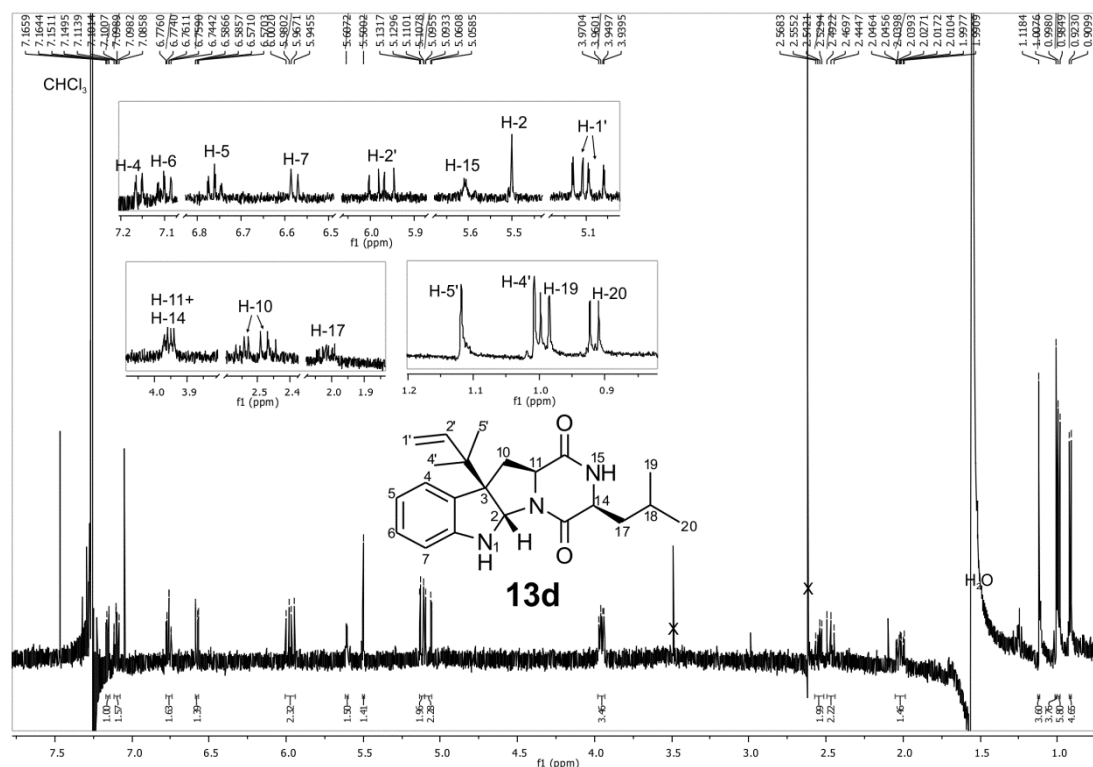 7.1659 7.1644 7.1511 7.1495 7.1139 7.1014 7.1007 7.0989 7.0982 7.0858 6.7760 6.7740 6.7611 6.7590 6.7442 6.5866 6.5857 6.5710 6.5703 6.0020 5.9802 5.9671 5.9455 5.6072 5.5002 5.1317 5.1296 5.1101 5.1078 5.0955 5.0933 5.0608 5.0585 3.9704 3.9601 3.9497 3.9395 2.5683 2.5552 2.5421 2.5294 2.4922 2.4697 2.4447 2.0464 2.0456 2.0398 2.0393 2.0271 2.0172 2.0104 1.9977 1.9909 1.1184 1.0076 0.9980 0.9849 0.9230 0.9099
CHCl₃
H-4 H-6 H-5 H-7 H-2' H-15 H-2 H-1'
7.2 7.1 6.8 6.7 6.6 6.5 6.0 5.9 5.6 5.5 5.1
f1 (ppm)
H-11+
H-14
H-10
H-17
4.0 3.9 2.5 2.4 2.0 1.9
f1 (ppm)
H-5' H-4' H-19 H-20
1.2 1.1 1.0 0.9
f1 (ppm)
1' 2' 5'
4' 10 11 O 15 NH 19
4 3 14 18 20
5 2 N 17
6 N H 1 H O
7
13d
X
X
H₂O
1.00 1.57 1.63 1.39 2.32 1.50 1.41 1.95 2.28 3.46 1.99 2.22 1.46 3.60 3.76 5.80 4.65
7.5 7.0 6.5 6.0 5.5 5.0 4.5 4.0 3.5 3.0 2.5 2.0 1.5 1.0
f1 (ppm)